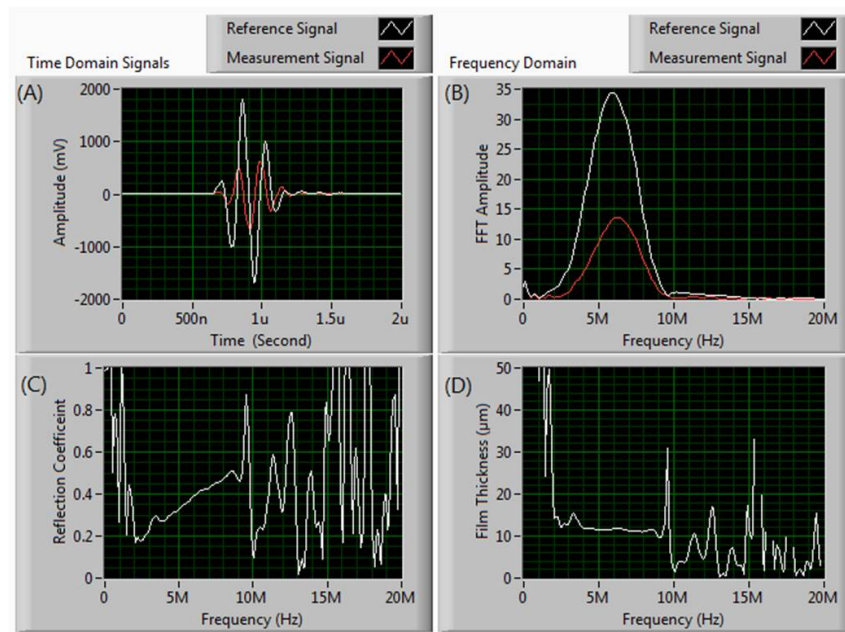 Reference Signal
Time Domain Signals
Measurement Signal
(A)
2000
1000
0
-1000
-2000
Amplitude (mV)
0
500n
1u
1.5u
2u
Time (Second)
Reference Signal
Frequency Domain
Measurement Signal
(B)
35
30
25
20
15
10
5
0
FFT Amplitude
0
5M
10M
15M
20M
Frequency (Hz)
(C)
1
0.8
0.6
0.4
0.2
0
Reflection Coefficeint
0
5M
10M
15M
20M
Frequency (Hz)
(D)
50
40
30
20
10
0
Film Thickness (μm)
0
5M
10M
15M
20M
Frequency (Hz)